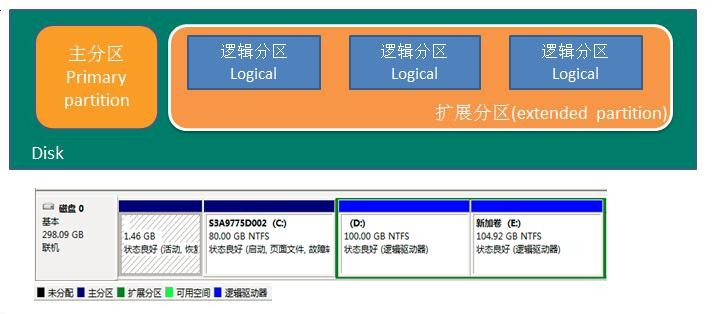 主分区
Primary
partition
逻辑分区
Logical
逻辑分区
Logical
逻辑分区
Logical
扩展分区(extended partition)
Disk
磁盘 0
基本
298.09 GB
联机
1.46 GB
状态良好 (活动, 恢复
S3A9775D002 (C:)
80.00 GB NTFS
状态良好 (启动, 页面文件, 故障转
(D:)
100.00 GB NTFS
状态良好 (逻辑驱动器)
新加卷 (E:)
104.92 GB NTFS
状态良好 (逻辑驱动器)
未分配 主分区 扩展分区 可用空间 逻辑驱动器